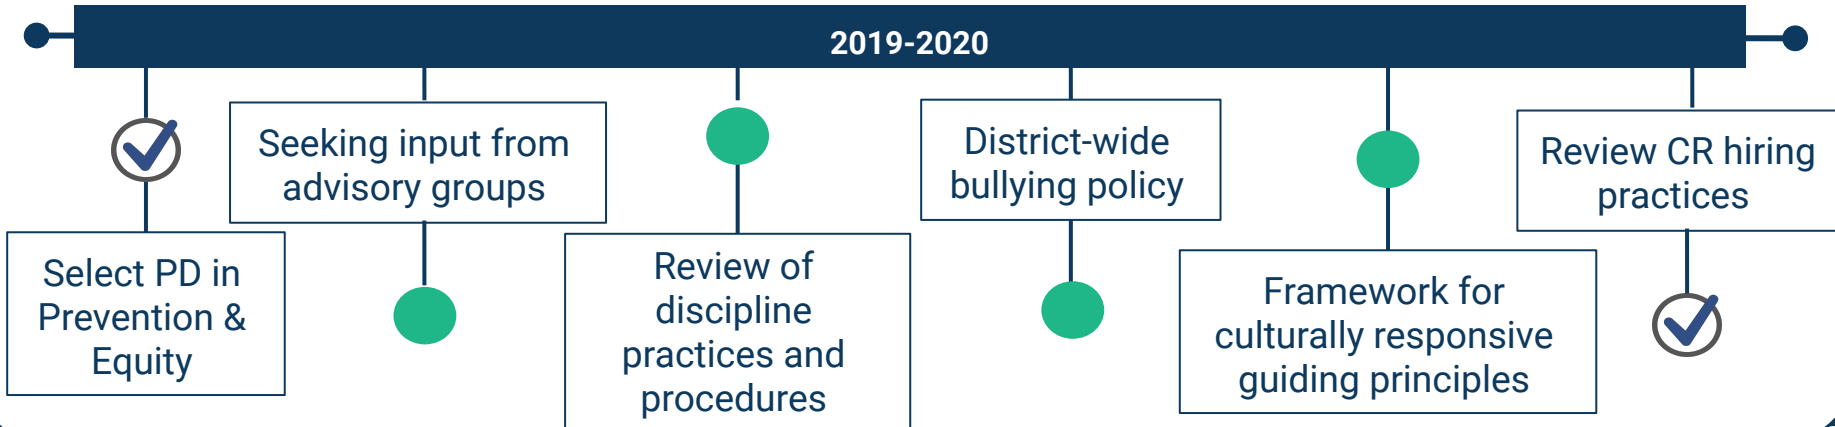 2019-2020
Select PD in
Prevention &
Equity
Seeking input from
advisory groups
Review of
discipline
practices and
procedures
District-wide
bullying policy
Framework for
culturally responsive
guiding principles
Review CR hiring
practices